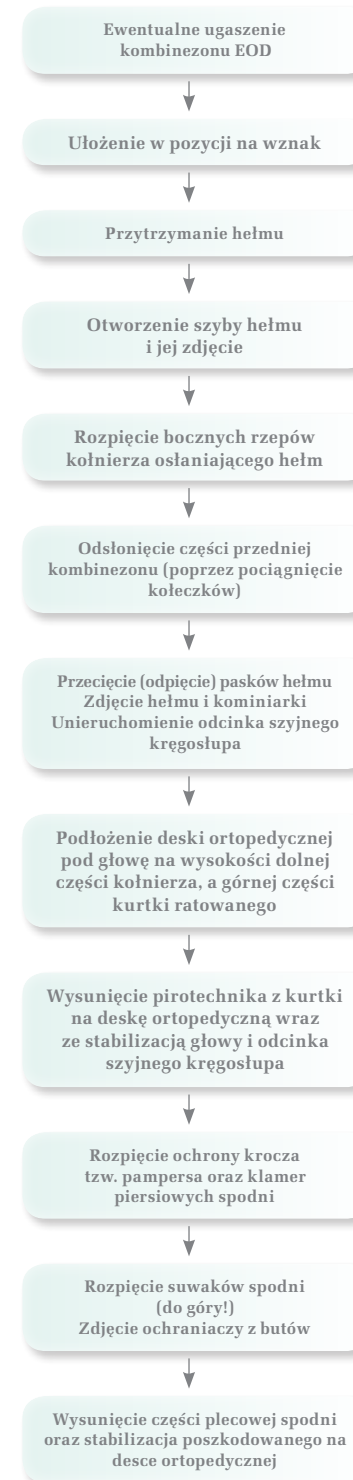 Ewentualne ugaszenie
kombinezonu EOD
Ułożenie w pozycji na wznak
Przytrzymanie hełmu
Otworzenie szyby hełmu
i jej zdjęcie
Rozpięcie bocznych rzepów
kołnierza osłaniającego hełm
Odsłonięcie części przedniej
kombinezonu (poprzez pociągnięcie
kołeczków)
Przecięcie (odpięcie) pasków hełmu
Zdjęcie hełmu i kominiarki
Unieruchomienie odcinka szyjnego
kręgosłupa
Podłożenie deski ortopedycznej
pod głowę na wysokości dolnej
części kołnierza, a górnej części
kurtki ratowanego
Wysunięcie pirotechnika z kurtki
na deskę ortopedyczną wraz
ze stabilizacją głowy i odcinka
szyjnego kręgosłupa
Rozpięcie ochrony krocza
tzw. pampersa oraz klamer
piersiowych spodni
Rozpięcie suwaków spodni
(do góry!)
Zdjęcie ochraniaczy z butów
Wysunięcie części plecowej spodni
oraz stabilizacja poszkodowanego na
desce ortopedycznej